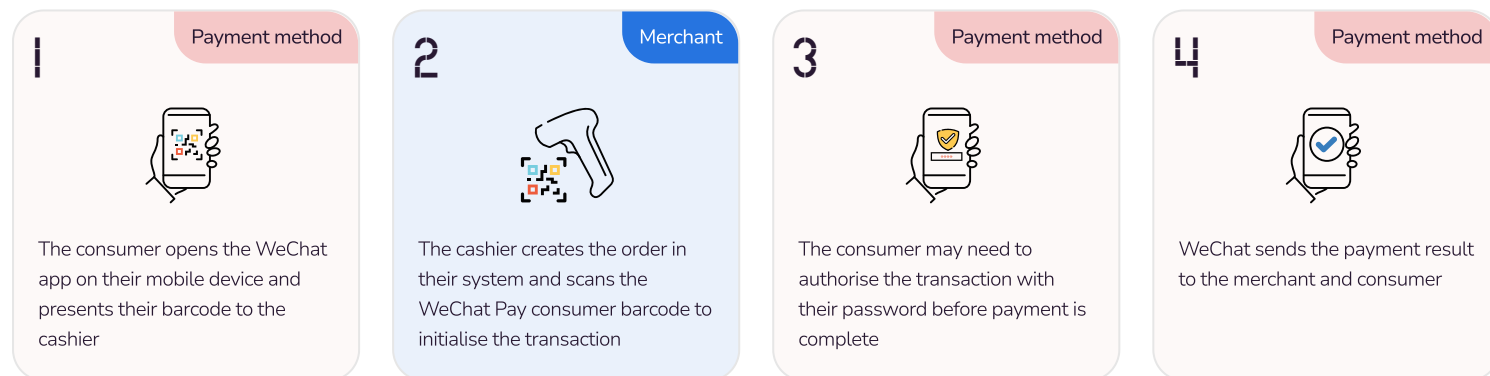 1
Payment method
The consumer opens the WeChat
app on their mobile device and
presents their barcode to the
cashier
2
Merchant
The cashier creates the order in
their system and scans the
WeChat Pay consumer barcode to
initialise the transaction
3
Payment method
The consumer may need to
authorise the transaction with
their password before payment is
complete
4
Payment method
WeChat sends the payment result
to the merchant and consumer